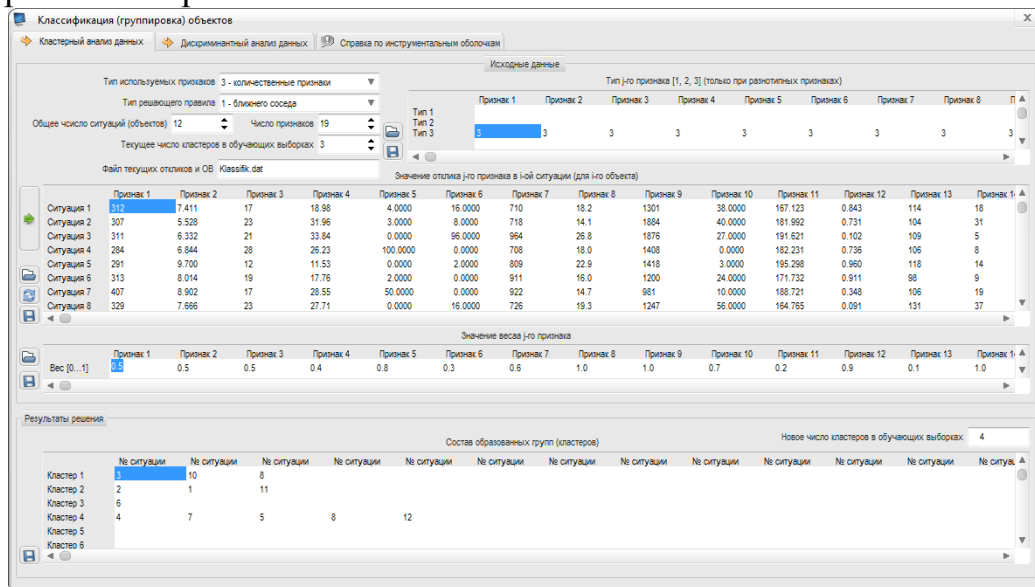 Классификация (группировка) объектов
Кластерный анализ данных Дискриминантный анализ данных Справка по инструментальным оболочкам
Исходные данные
Тип используемых признаков 3 - количественные признаки
Тип решающего правила 1 - ближнего соседа
Общее чсисло ситуаций (объектов) 12 Число признаков 19
Текущее число кластеров в обучающих выборках 3
Файл текущих откликов и ОВ Klassifik.dat
Тип j-го признака [1, 2, 3] (только при разнотипных признаках)
Признак 1 Признак 2 Признак 3 Признак 4 Признак 5 Признак 6 Признак 7 Признак 8 П
Тип 1
Тип 2
Тип 3 3 3 3 3 3 3 3 3 3
Значение отклика j-го признака в i-ой ситуации (для i-го объекта)
Признак 1 Признак 2 Признак 3 Признак 4 Признак 5 Признак 6 Признак 7 Признак 8 Признак 9 Признак 10 Признак 11 Признак 12 Признак 13 Признак 14
Ситуация 1 312 7.411 17 18.98 4.0000 16.0000 710 18.2 1301 38.0000 167.123 0.843 114 18
Ситуация 2 307 5.528 23 31.96 3.0000 8.0000 718 14.1 1884 40.0000 181.992 0.731 104 31
Ситуация 3 311 6.332 21 33.84 0.0000 96.0000 964 26.8 1876 27.0000 191.621 0.102 109 5
Ситуация 4 284 6.844 28 26.23 100.0000 0.0000 708 18.0 1408 0.0000 182.231 0.736 106 8
Ситуация 5 291 9.700 12 11.53 0.0000 2.0000 809 22.9 1418 3.0000 195.298 0.960 118 14
Ситуация 6 313 8.014 19 17.76 2.0000 0.0000 911 16.0 1200 24.0000 171.732 0.911 98 9
Ситуация 7 407 8.902 17 28.55 50.0000 0.0000 922 14.7 981 10.0000 188.721 0.348 106 19
Ситуация 8 329 7.666 23 27.71 0.0000 16.0000 726 19.3 1247 56.0000 164.765 0.091 131 37
Значение весаа j-го признака
Признак 1 Признак 2 Признак 3 Признак 4 Признак 5 Признак 6 Признак 7 Признак 8 Признак 9 Признак 10 Признак 11 Признак 12 Признак 13 Признак 1
Вес [0...1] 0.5 0.5 0.5 0.4 0.8 0.3 0.6 1.0 1.0 0.7 0.2 0.9 0.1 1.0
Результаты решения
Состав образованных групп (кластеров) Новое число кластеров в обучающих выборках 4
№ ситуации № ситуации № ситуации № ситуации № ситуации № ситуации № ситуации № ситуации № ситуации № ситуации № ситуации № ситуации № ситуац
Кластер 1 3 10 8
Кластер 2 2 1 11
Кластер 3 6
Кластер 4 4 7 5 8 12
Кластер 5
Кластер 6